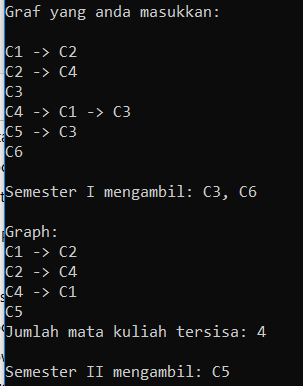 Graf yang anda masukkan:
C1 -> C2
C2 -> C4
C3
C4 -> C1 -> C3
C5 -> C3
C6
Semester I mengambil: C3, C6
Graph:
C1 -> C2
C2 -> C4
C4 -> C1
C5
Jumlah mata kuliah tersisa: 4
Semester II mengambil: C5